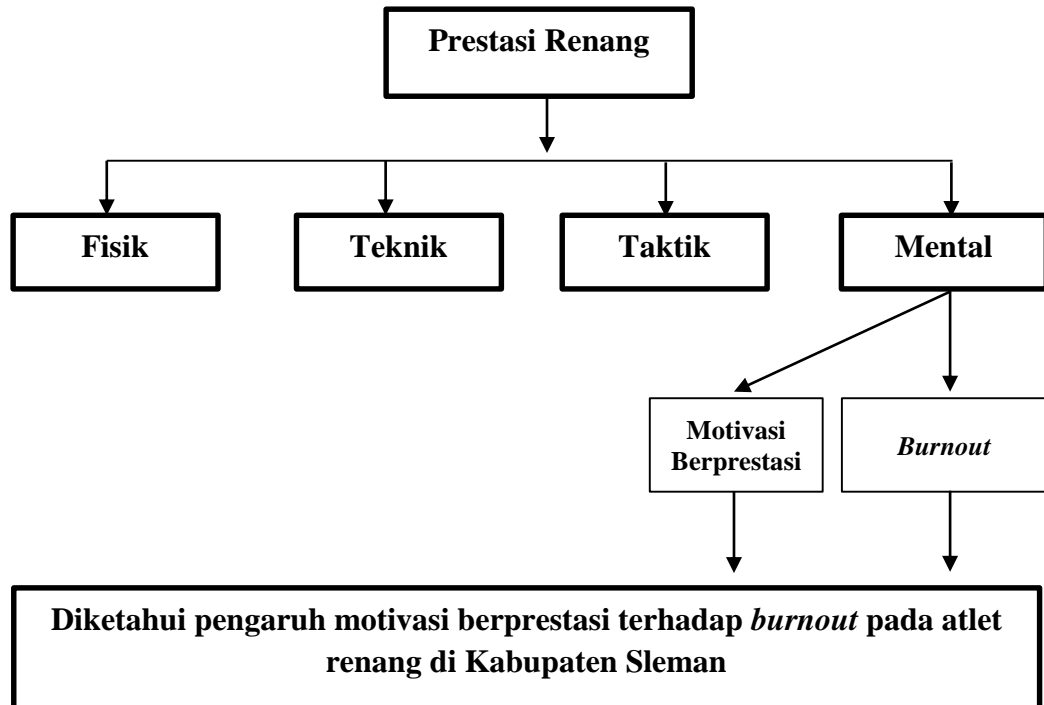 Prestasi Renang
Fisik
Teknik
Taktik
Mental
Motivasi
Berprestasi
Burnout
Diketahui pengaruh motivasi berprestasi terhadap burnout pada atlet
renang di Kabupaten Sleman